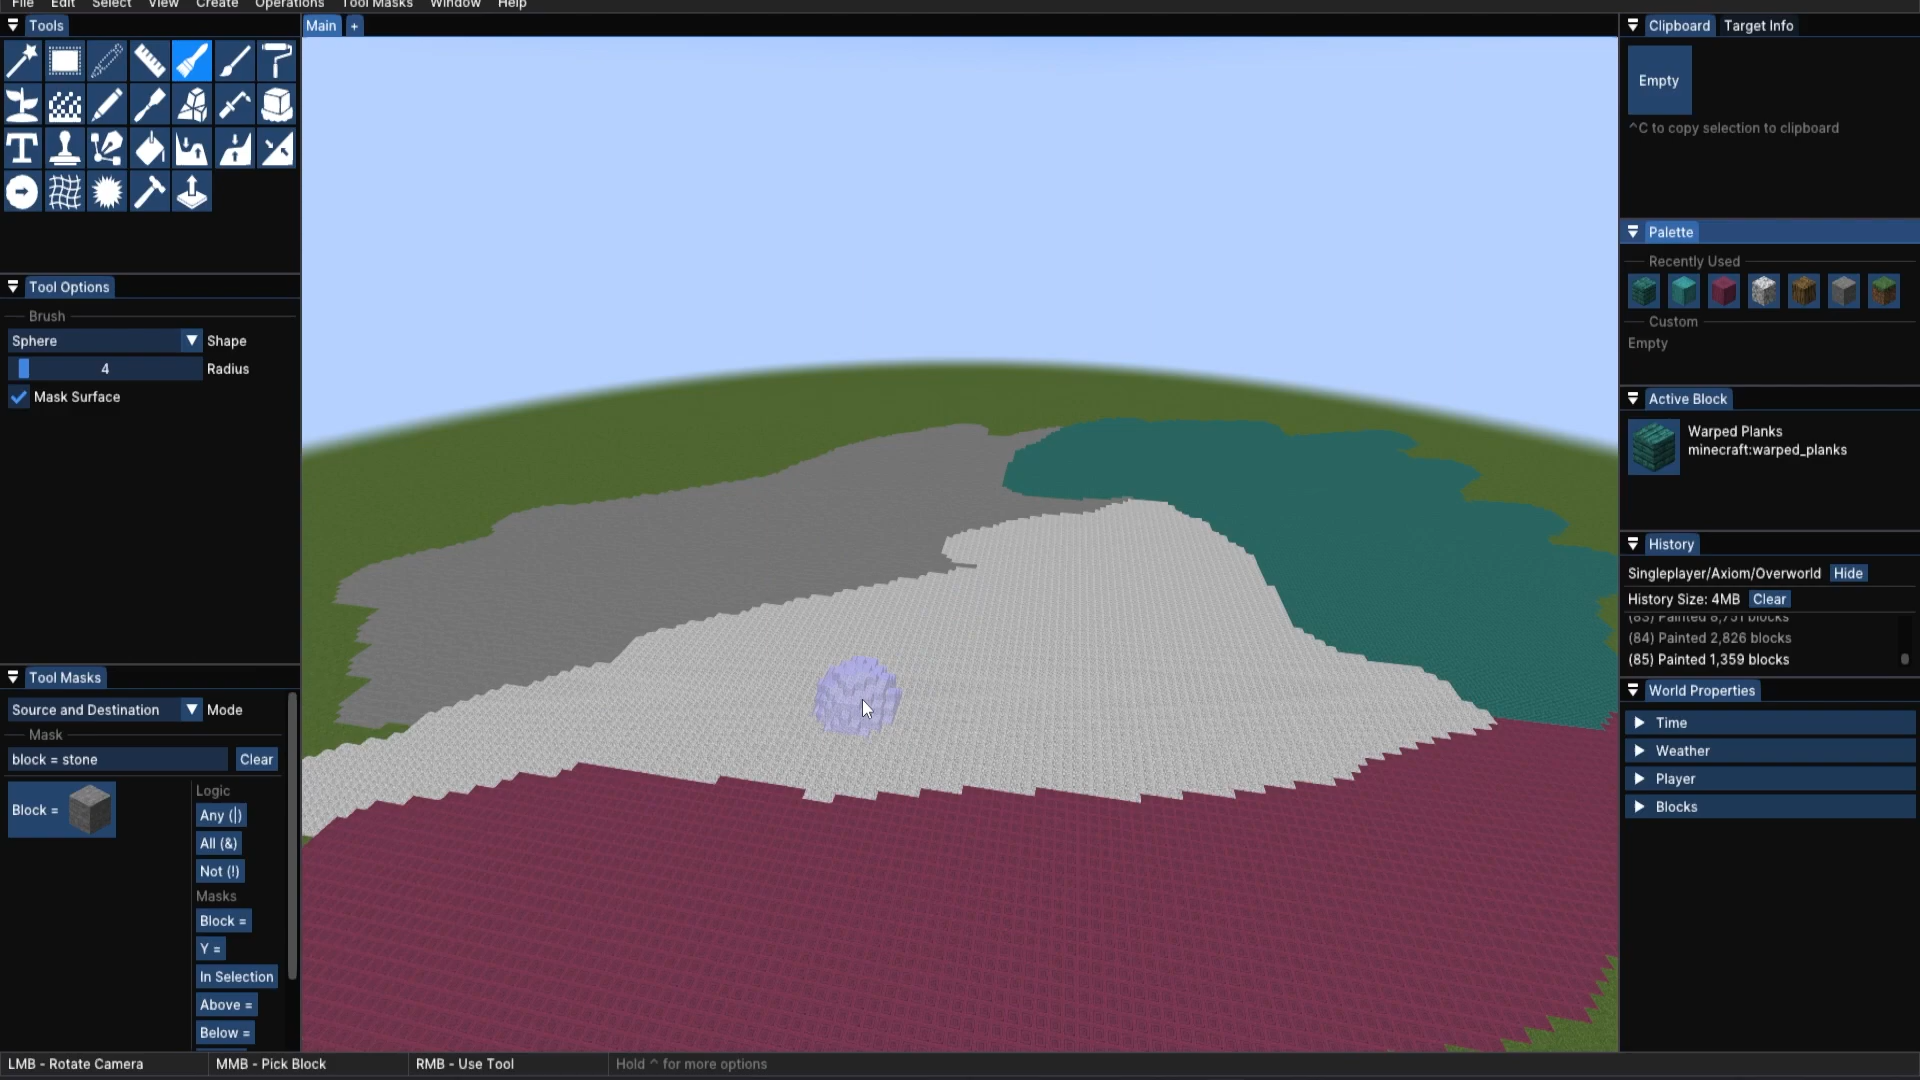 File Edit Select View Create Operations Tool Masks Window Help
Tools
Main +
Clipboard Target Info
Empty
^C to copy selection to clipboard
Palette
Recently Used
Custom
Empty
Tool Options
Brush
Sphere Shape
4 Radius
Mask Surface
Active Block
Warped Planks
minecraft:warped_planks
History
Singleplayer/Axiom/Overworld Hide
History Size: 4MB Clear
(83) Painted 8,751 blocks
(84) Painted 2,826 blocks
(85) Painted 1,359 blocks
World Properties
Time
Weather
Player
Blocks
Tool Masks
Source and Destination Mode
Mask
block = stone Clear
Block =
Logic
Any (|)
All (&)
Not (!)
Masks
Block =
Y =
In Selection
Above =
Below =
LMB - Rotate Camera MMB - Pick Block RMB - Use Tool Hold ^ for more options